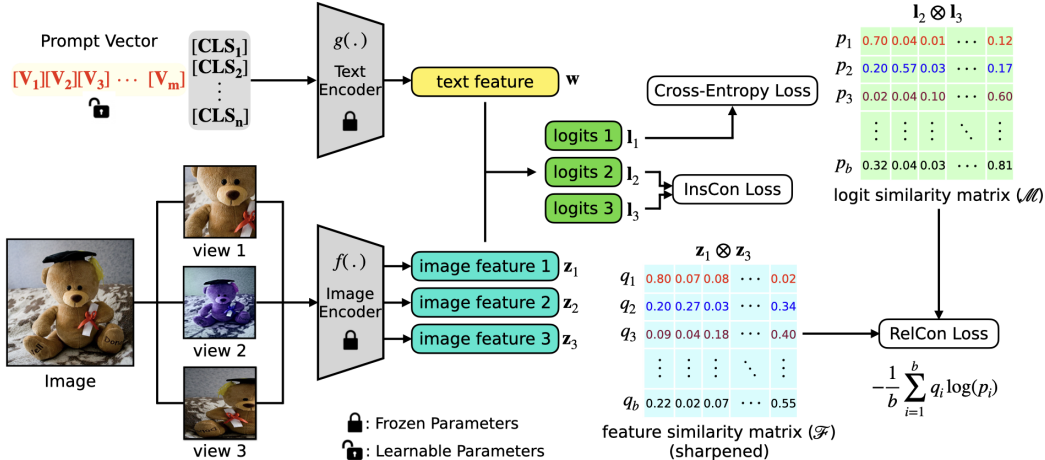 Prompt Vector
[V₁][V₂][V₃] ⋯ [Vₘ]
[CLS₁]
[CLS₂]
⋮
[CLSₙ]
g(.)
Text
Encoder
text feature
w
logits 1
l₁
logits 2
l₂
logits 3
l₃
Cross-Entropy Loss
InsCon Loss
l₂ ⊗ l₃
p₁ 0.70 0.04 0.01 ⋯ 0.12
p₂ 0.20 0.57 0.03 ⋯ 0.17
p₃ 0.02 0.04 0.10 ⋯ 0.60
⋮ ⋮ ⋮ ⋱ ⋮
p_b 0.32 0.04 0.03 ⋯ 0.81
logit similarity matrix (ℳ)
Image
view 1
view 2
view 3
f(.)
Image
Encoder
image feature 1
z₁
image feature 2
z₂
image feature 3
z₃
: Frozen Parameters
: Learnable Parameters
z₁ ⊗ z₃
q₁ 0.80 0.07 0.08 ⋯ 0.02
q₂ 0.20 0.27 0.03 ⋯ 0.34
q₃ 0.09 0.04 0.18 ⋯ 0.40
⋮ ⋮ ⋮ ⋱ ⋮
q_b 0.22 0.02 0.07 ⋯ 0.55
feature similarity matrix (ℱ)
(sharpened)
RelCon Loss
−1/b ∑_{i=1}^{b} qᵢ log(pᵢ)